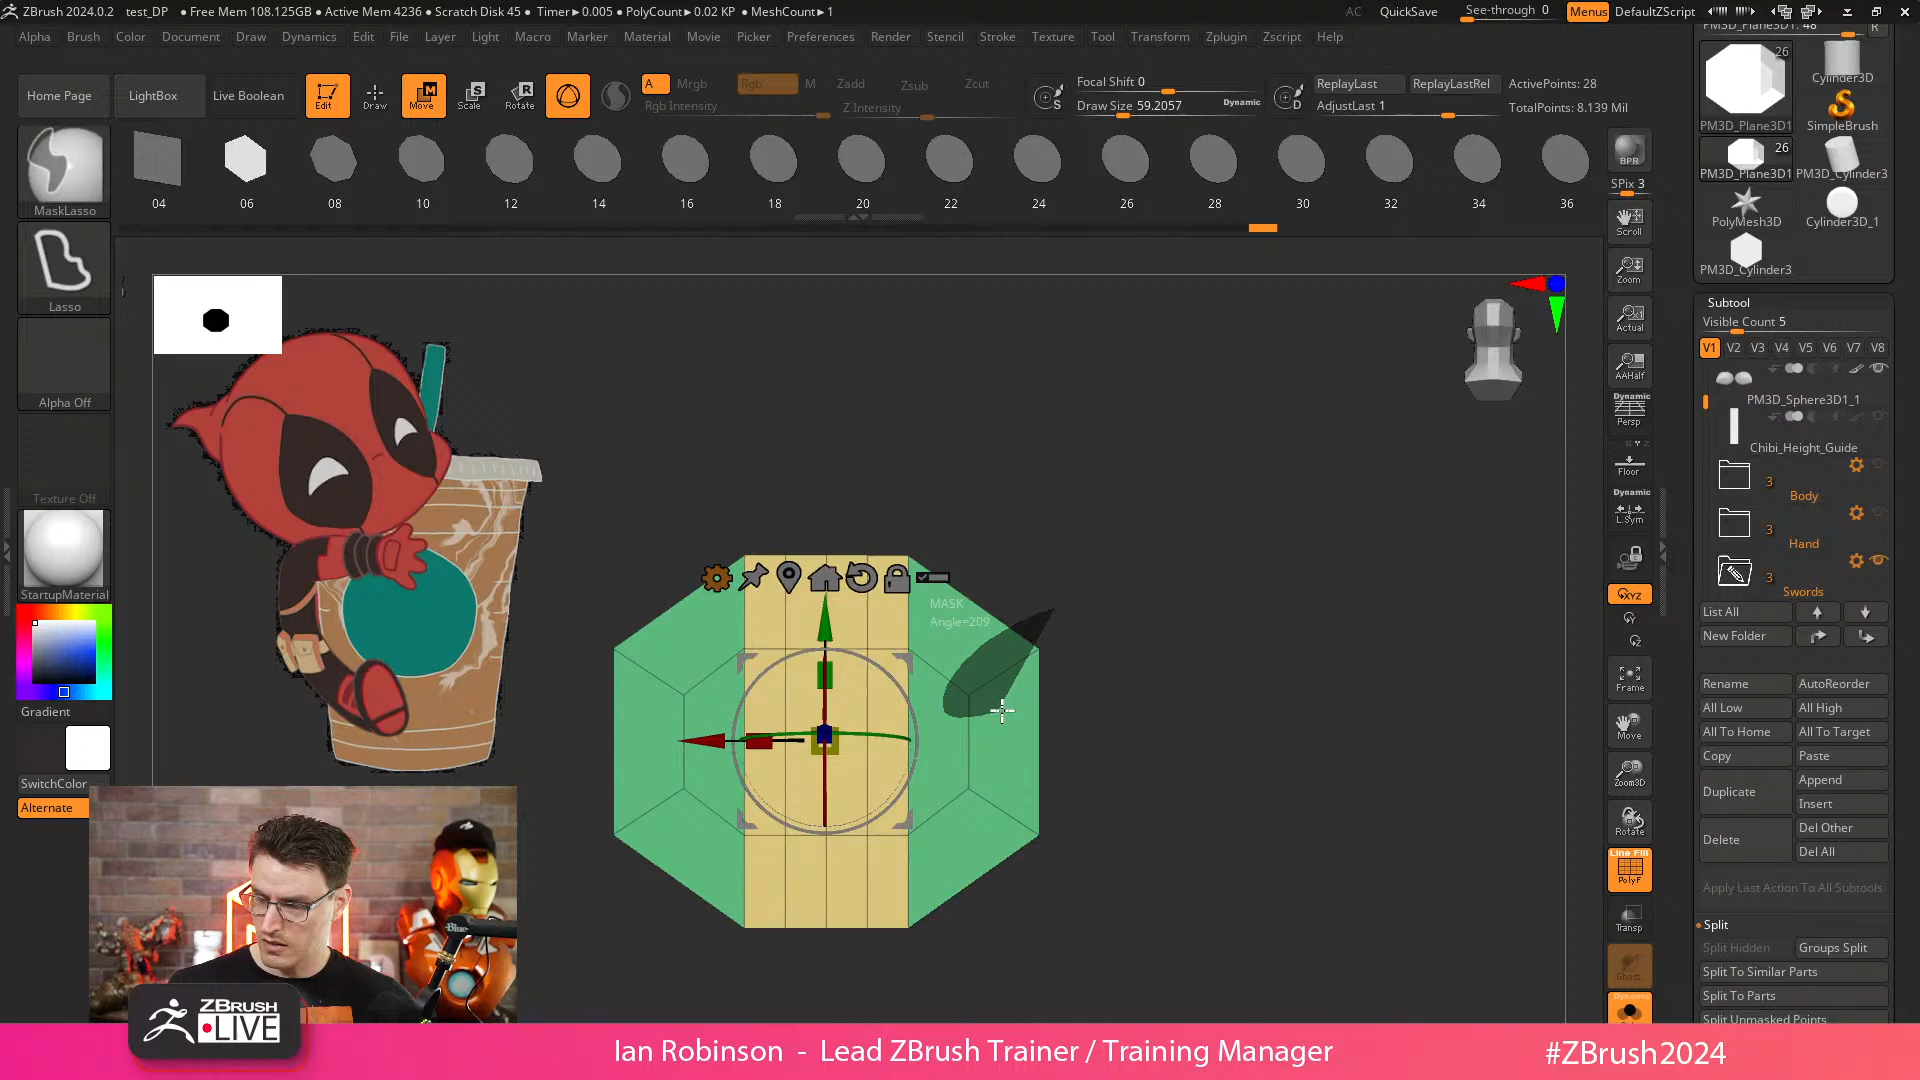 ZBrush 2024.0.2 test_DP • Free Mem 108.125GB • Active Mem 4236 • Scratch Disk 45 • Timer▸0.005 • PolyCount▸0.02 KP • MeshCount▸1
AC QuickSave See-through 0 Menus DefaultZScript
Alpha Brush Color Document Draw Dynamics Edit File Layer Light Macro Marker Material Movie Picker Preferences Render Stencil Stroke Texture Tool Transform Zplugin Zscript Help
Home Page LightBox Live Boolean Edit Draw Move Scale Rotate
A Mrgb Rgb M Zadd Zsub Zcut
Rgb Intensity Z Intensity
Focal Shift 0
Draw Size 59.2057 Dynamic
ReplayLast ReplayLastRel ActivePoints: 28
AdjustLast 1 TotalPoints: 8.139 Mil
04 06 08 10 12 14 16 18 20 22 24 26 28 30 32 34 36
MaskLasso
Lasso
Alpha Off
Texture Off
StartupMaterial
Gradient
SwitchColor
Alternate
MASK
Angle=209
BPR
SPix 3
Scroll
Zoom
Actual
AAHalf
Dynamic
Persp
Floor
Dynamic
L.Sym
XYZ
Frame
Move
Zoom3D
Rotate
Line Fill
PolyF
Transp
Ghost
Dynamic
PM3D_Plane3D1: 48 R
26
Cylinder3D
PM3D_Plane3D1 SimpleBrush
26
PM3D_Plane3D1 PM3D_Cylinder3
PolyMesh3D Cylinder3D_1
PM3D_Cylinder3
Subtool
Visible Count 5
V1 V2 V3 V4 V5 V6 V7 V8
PM3D_Sphere3D1_1
Chibi_Height_Guide
3
Body
3
Hand
3
Swords
List All
New Folder
Rename AutoReorder
All Low All High
All To Home All To Target
Copy Paste
Duplicate Append
Insert
Delete Del Other
Del All
Apply Last Action To All Subtools
Split
Split Hidden Groups Split
Split To Similar Parts
Split To Parts
Split Unmasked Points
Blue
ZBRUSH
LIVE
Ian Robinson - Lead ZBrush Trainer / Training Manager
#ZBrush2024